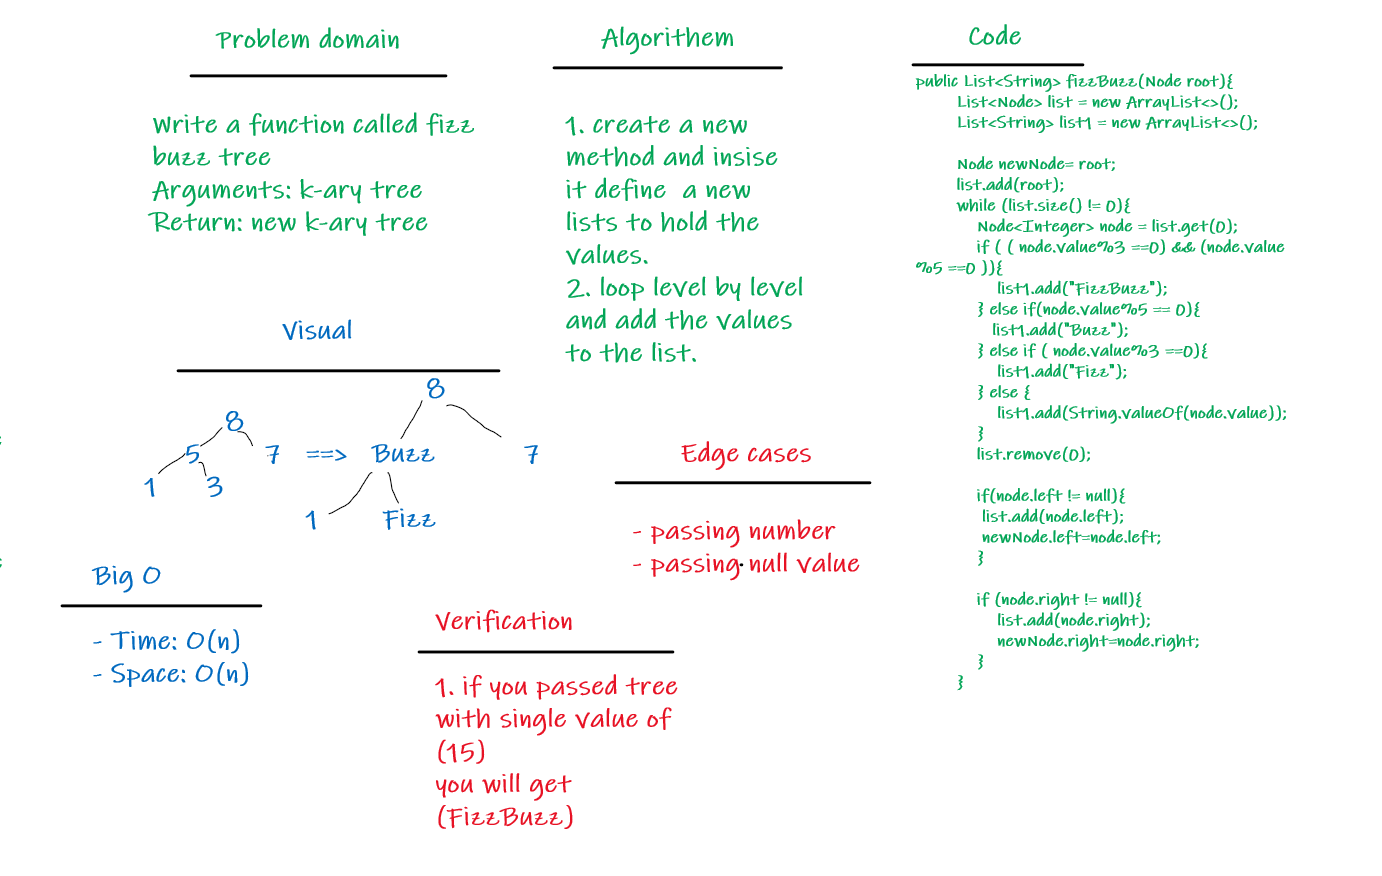 Problem domain
Write a function called fizz
buzz tree
Arguments: k-ary tree
Return: new k-ary tree
Algorithem
1. create a new
method and insise
it define a new
lists to hold the
values.
2. loop level by level
and add the values
to the list.
Code
public List<String> fizzBuzz(Node root){
List<Node> list = new ArrayList<>();
List<String> list1 = new ArrayList<>();
Node newNode= root;
list.add(root);
while (list.size() != 0){
Node<Integer> node = list.get(0);
if ( ( node.value%3 ==0) && (node.value
%5 ==0 )){
list1.add("FizzBuzz");
} else if(node.value%5 == 0){
list1.add("Buzz");
} else if ( node.value%3 ==0){
list1.add("Fizz");
} else {
list1.add(String.valueOf(node.value));
}
list.remove(0);
if(node.left != null){
list.add(node.left);
newNode.left=node.left;
}
if (node.right != null){
list.add(node.right);
newNode.right=node.right;
}
}
Visual
8
5 7
1 3
==>
8
Buzz 7
1 Fizz
Edge cases
- passing number
- passing null value
Big O
- Time: O(n)
- Space: O(n)
Verification
1. if you passed tree
with single value of
(15)
you will get
(FizzBuzz)